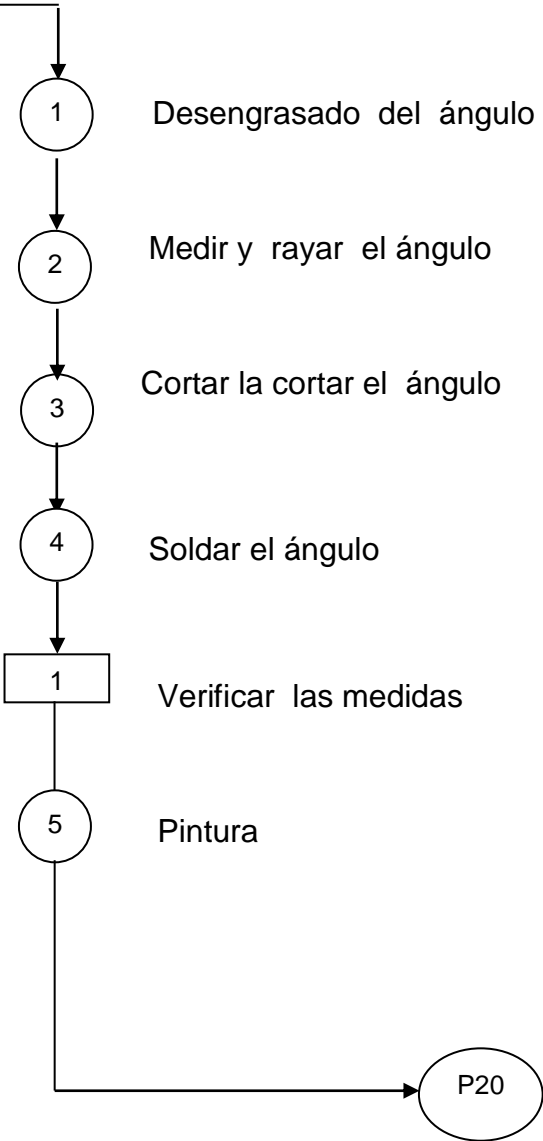 1
Desengrasado del ángulo
2
Medir y rayar el ángulo
3
Cortar la cortar el ángulo
4
Soldar el ángulo
1
Verificar las medidas
5
Pintura
P20